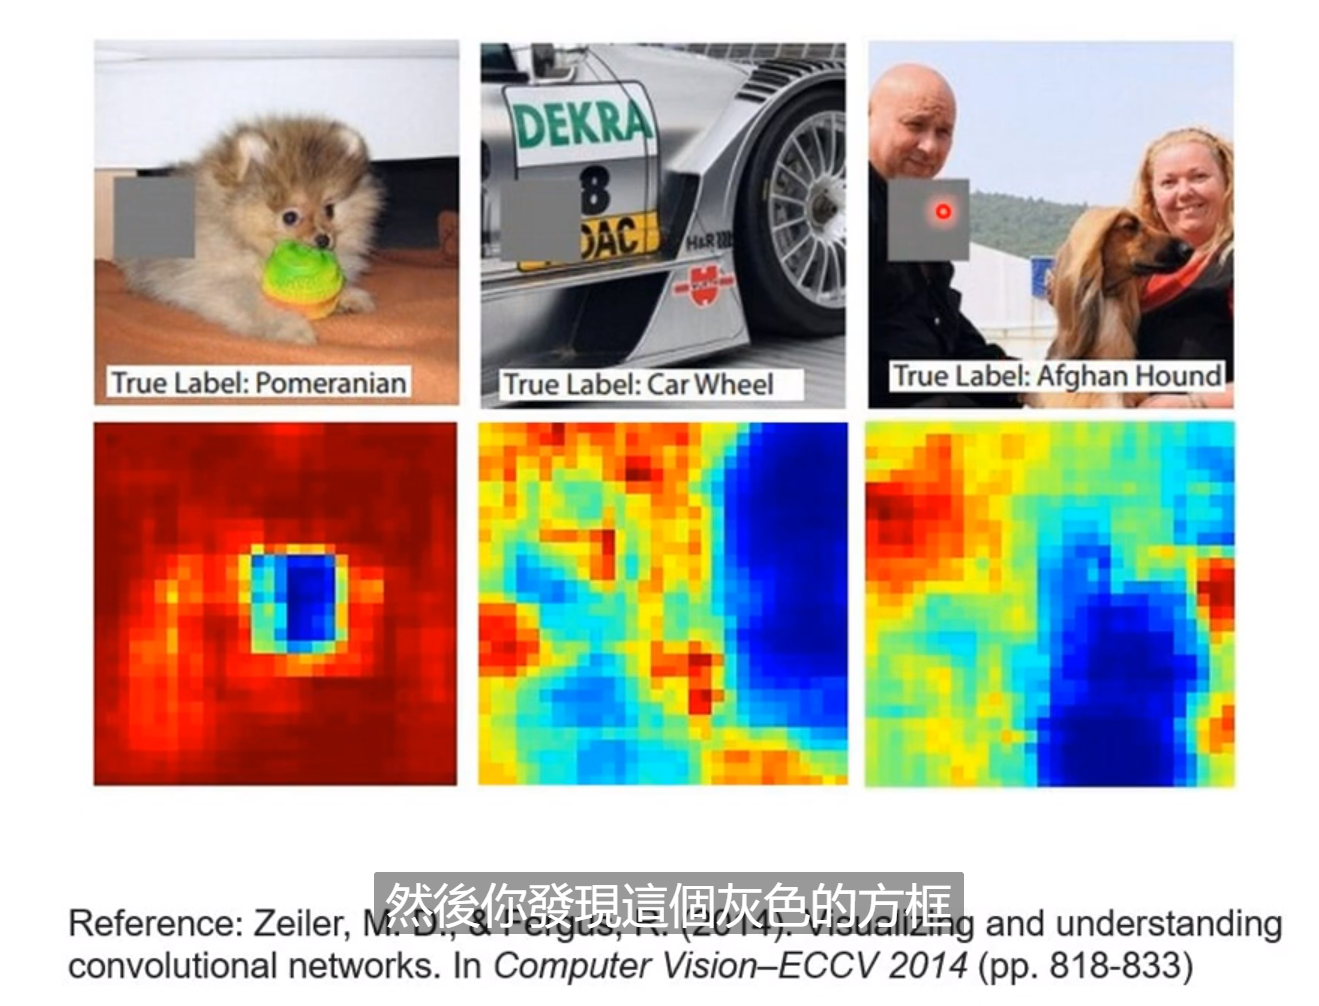 DEKRA
8
DAC
H&R
WÜRTH
True Label: Pomeranian
True Label: Car Wheel
True Label: Afghan Hound
然後你發現這個灰色的方框
Reference: Zeiler, M. D., & Fergus, R. (2014). Visualizing and understanding
convolutional networks. In Computer Vision–ECCV 2014 (pp. 818-833)